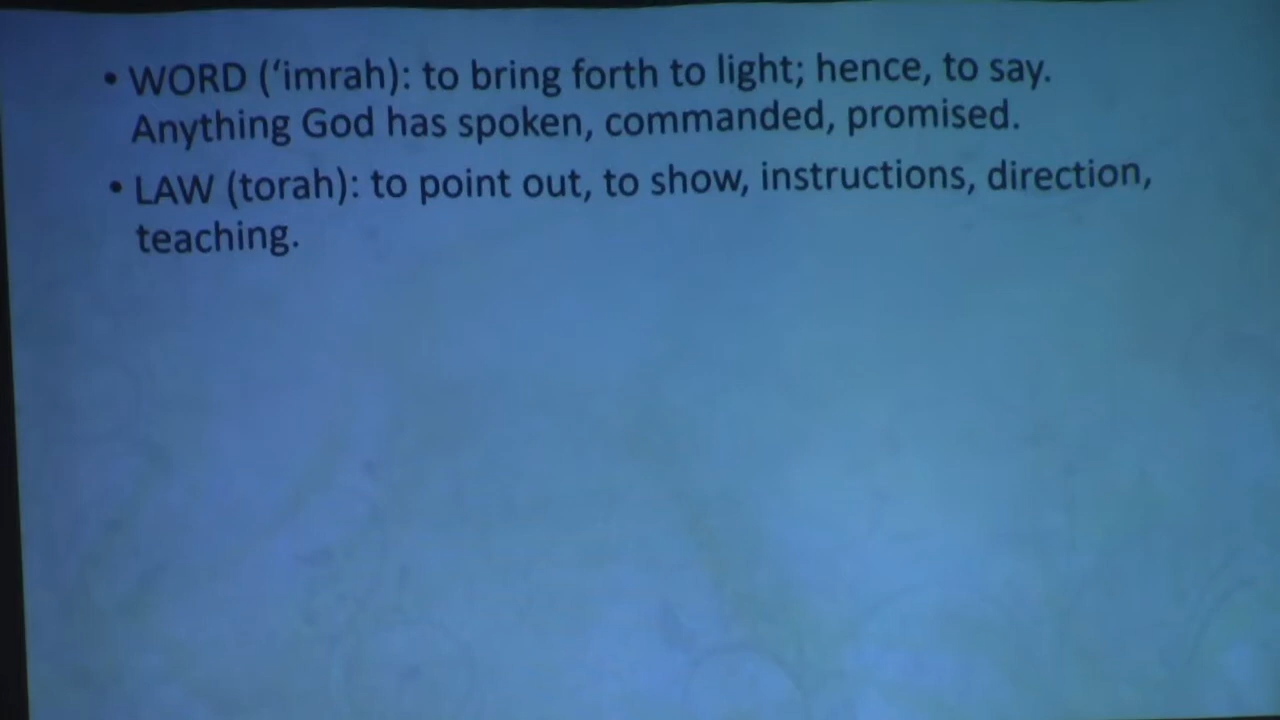 • WORD (‘imrah): to bring forth to light; hence, to say.
Anything God has spoken, commanded, promised.
• LAW (torah): to point out, to show, instructions, direction,
teaching.